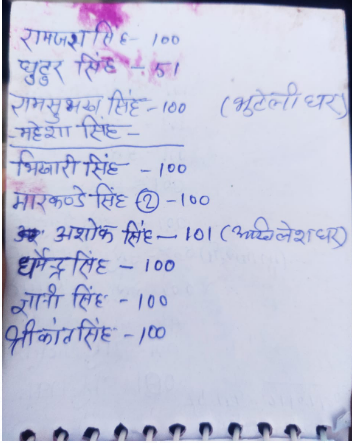 रामजश सिंह - 100
घुटुर सिंह - 51
रामसुभग सिंह - 100 (भुटेली घर)
महेश सिंह -
भिखारी सिंह - 100
मारकण्डे सिंह ② - 100
अशोक सिंह - 101 (अखिलेश घर)
धर्मेन्द्र सिंह - 100
ज्ञानी सिंह - 100
श्रीकांत सिंह - 100